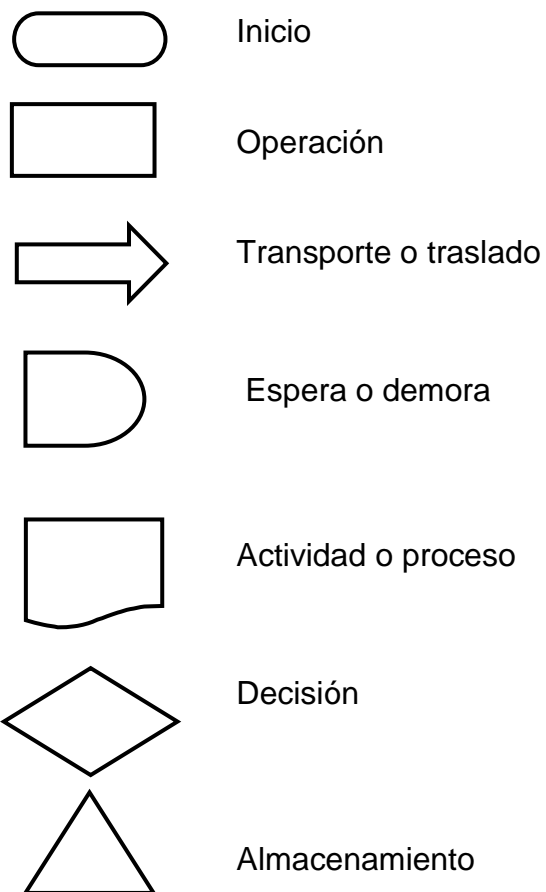 Inicio
Operación
Transporte o traslado
Espera o demora
Actividad o proceso
Decisión
Almacenamiento